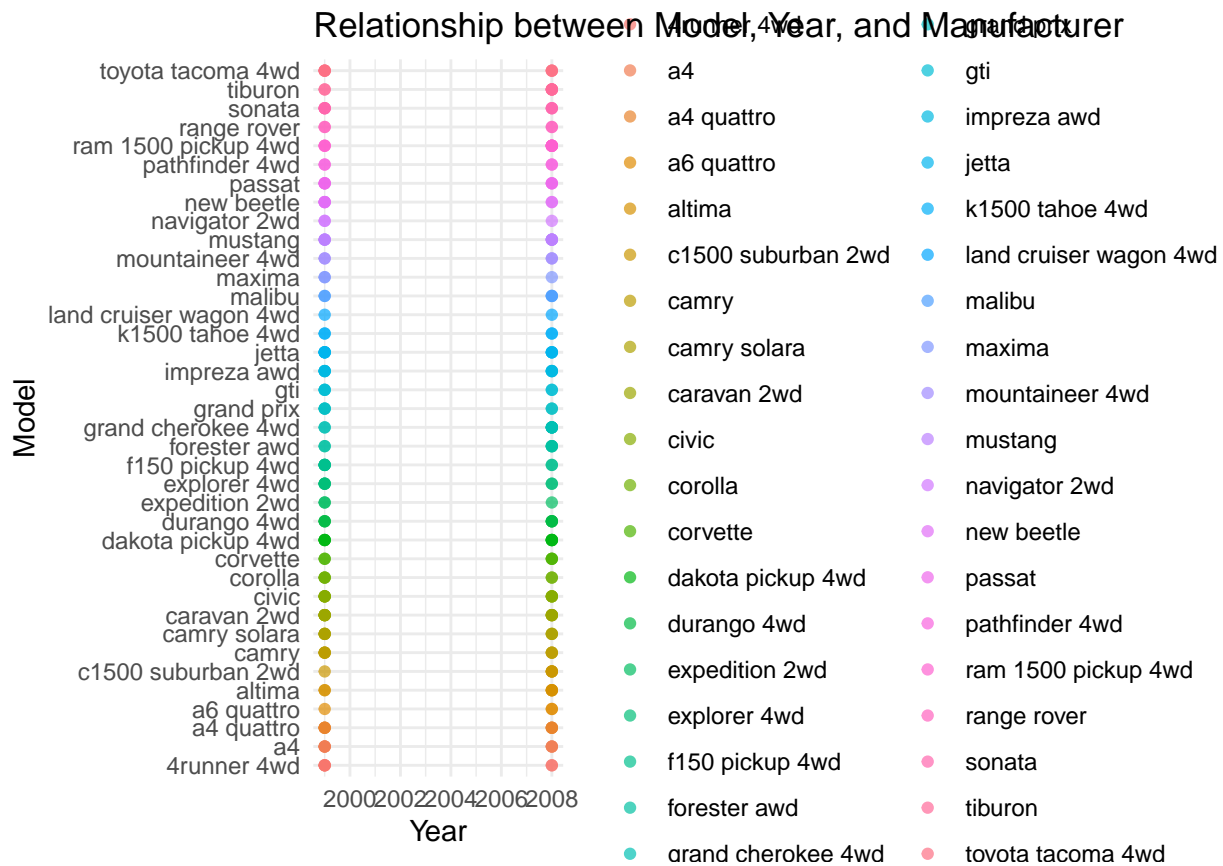 Relationship between Model, Year, and Manufacturer
toyota tacoma 4wd
tiburon
sonata
range rover
ram 1500 pickup 4wd
pathfinder 4wd
passat
new beetle
navigator 2wd
mustang
mountaineer 4wd
maxima
malibu
land cruiser wagon 4wd
k1500 tahoe 4wd
jetta
impreza awd
gti
grand prix
grand cherokee 4wd
forester awd
f150 pickup 4wd
explorer 4wd
expedition 2wd
durango 4wd
dakota pickup 4wd
corvette
corolla
civic
caravan 2wd
camry solara
camry
c1500 suburban 2wd
altima
a6 quattro
a4 quattro
a4
4runner 4wd
Model
2000 2002 2004 2006 2008
Year
4runner 4wd
a4
a4 quattro
a6 quattro
altima
c1500 suburban 2wd
camry
camry solara
caravan 2wd
civic
corolla
corvette
dakota pickup 4wd
durango 4wd
expedition 2wd
explorer 4wd
f150 pickup 4wd
forester awd
grand cherokee 4wd
grand prix
gti
impreza awd
jetta
k1500 tahoe 4wd
land cruiser wagon 4wd
malibu
maxima
mountaineer 4wd
mustang
navigator 2wd
new beetle
passat
pathfinder 4wd
ram 1500 pickup 4wd
range rover
sonata
tiburon
toyota tacoma 4wd